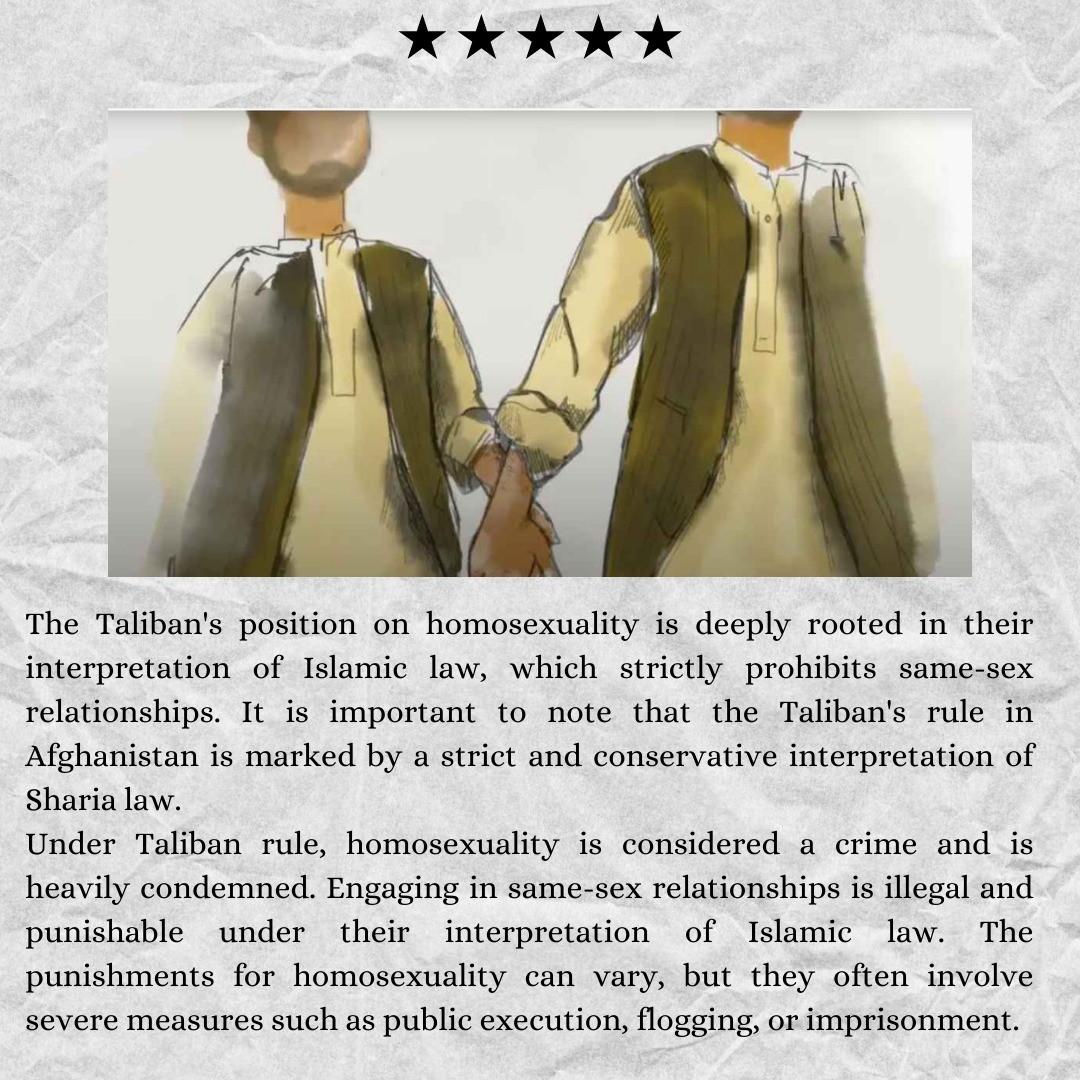 The Taliban's position on homosexuality is deeply rooted in their
interpretation of Islamic law, which strictly prohibits same-sex
relationships. It is important to note that the Taliban's rule in
Afghanistan is marked by a strict and conservative interpretation of
Sharia law.
Under Taliban rule, homosexuality is considered a crime and is
heavily condemned. Engaging in same-sex relationships is illegal and
punishable under their interpretation of Islamic law. The
punishments for homosexuality can vary, but they often involve
severe measures such as public execution, flogging, or imprisonment.